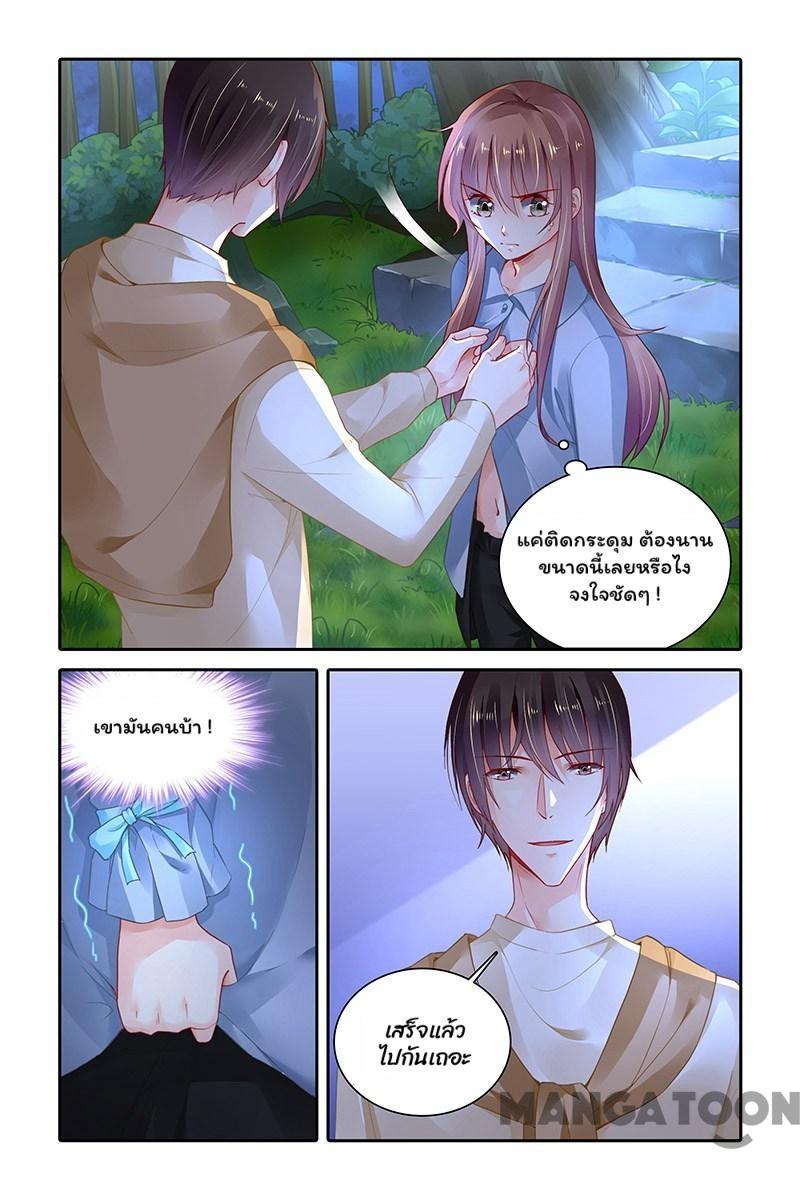 แค่ติดกระดุม ต้องนาน
ขนาดนี้เลยหรือไง
จงใจชัดๆ !
เขามันคนบ้า !
เสร็จแล้ว
ไปกันเถอะ
MANGATOON